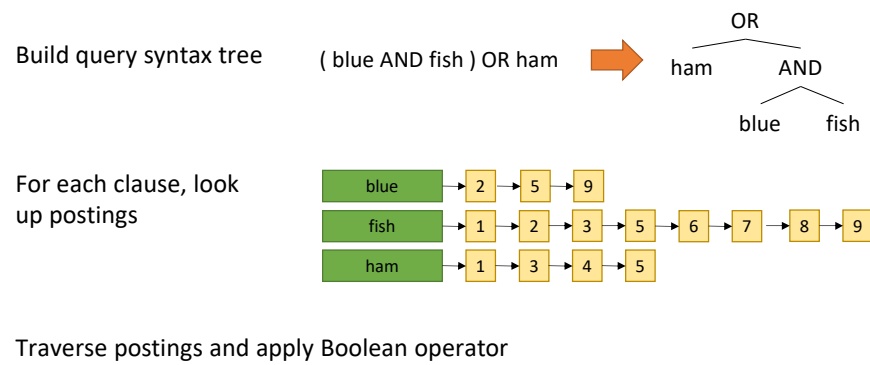 Build query syntax tree
( blue AND fish ) OR ham
OR
ham AND
blue fish
For each clause, look
up postings
blue 2 5 9
fish 1 2 3 5 6 7 8 9
ham 1 3 4 5
Traverse postings and apply Boolean operator